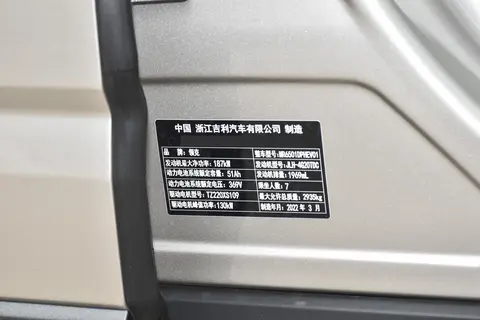 中国 浙江吉利汽车有限公司 制造
品 牌:领克 整车型号:MR6501DPHEV01
发动机最大净功率:187kW 发动机型号:JLH-4G20TDC
动力电池系统额定容量:51Ah 发动机排量:1969mL
动力电池系统额定电压:369V 乘坐人数:7
驱动电机型号:TZ220XS109 最大允许总质量:2935kg
驱动电机峰值功率:130kW 制造年月:2022 年 3 月